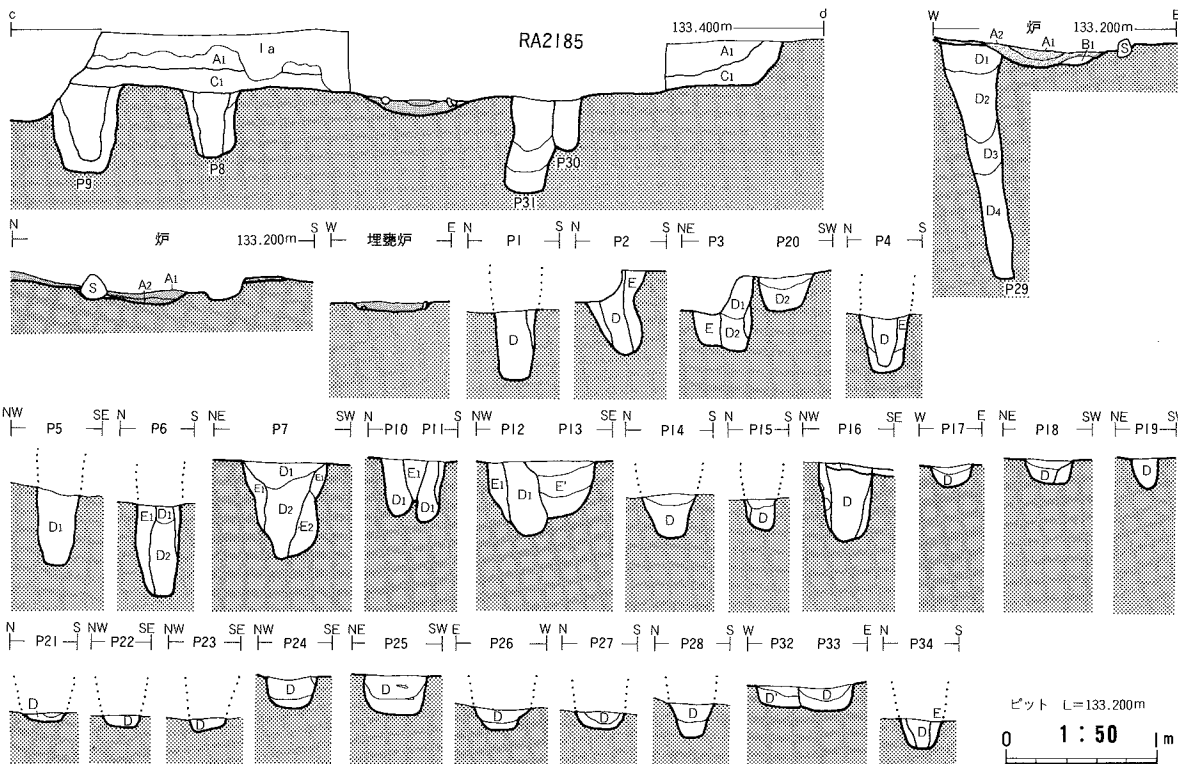 c RA2185 133.400m d
Ia
A1
C1
A1
C1
P9
P8
P31
P30
W 炉 133.200m E
A2 A1 B1 S
D1
D2
D3
D4
P29
N 炉 133.200m S
S A2 A1
W 埋甕炉 E
N P1 S
D
N P2 S
E
D
NE P3 P20 SW
D1
E D2
D2
N P4 S
D E
NW P5 SE
D1
N P6 S
E1 D1
D2
NE P7 SW
D1
E1 E1
D2
E2
N P10 P11 S
E1
D1 D1
NW P12 P13 SE
E1 D1 E'
N P14 S
D
N P15 S
D
NW P16 SE
D
W P17 E
D
NE P18 SW
D
NE P19 SW
D
N P21 S
D
NW P22 SE
D
NW P23 SE
D
NW P24 SE
D
NE P25 SW
D
E P26 W
D
N P27 S
D
N P28 S
D
W P32 P33 E
D D
N P34 S
E
D
ピット L=133.200m
1:50
0 1m